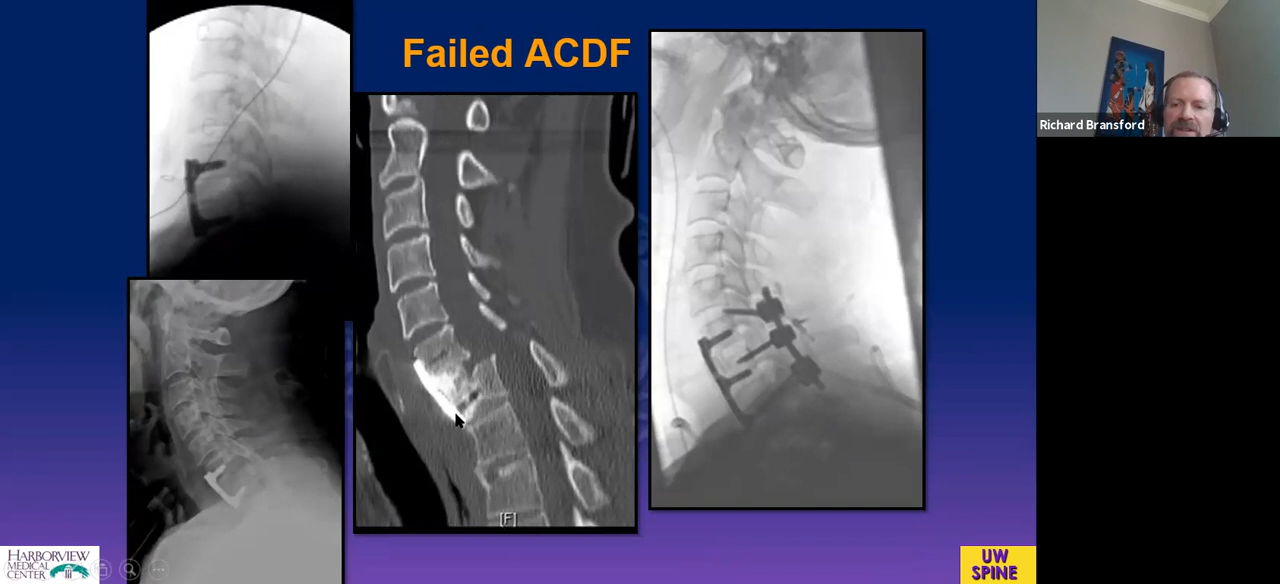 Failed ACDF
Richard Bransford
[F]
HARBORVIEW
MEDICAL
CENTER
UW
SPINE